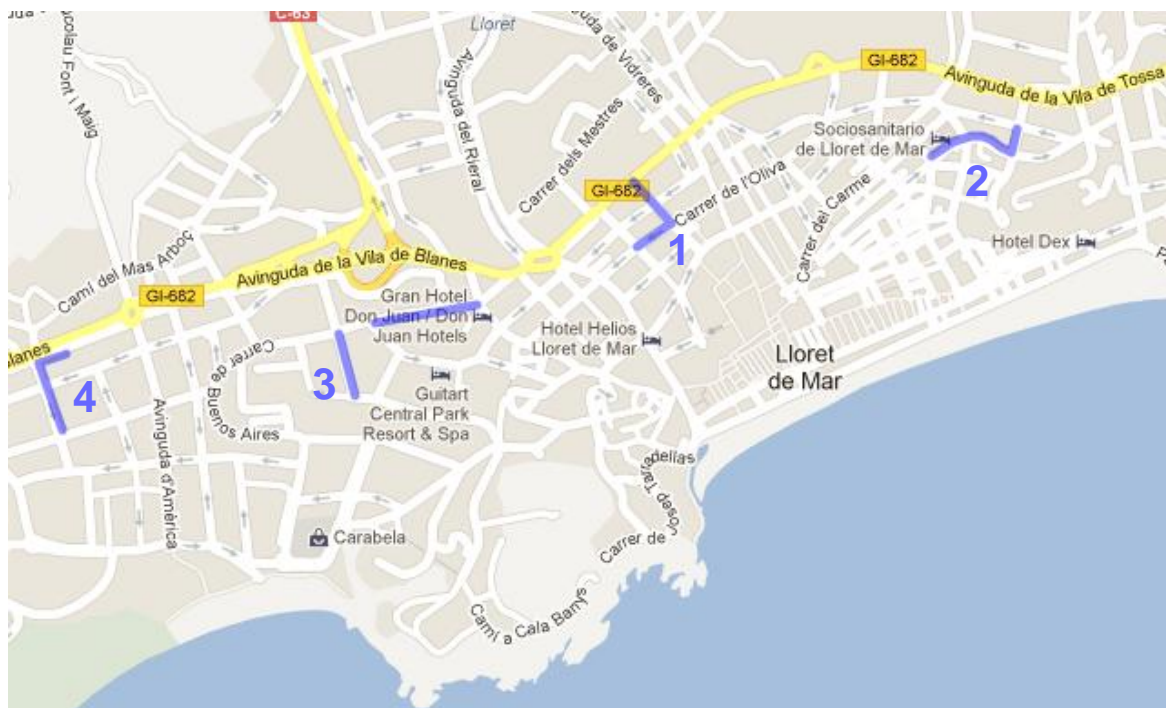 C-63
Lloret
Nicolau Font i Maig
Avinguda de Vidreres
Avinguda del Rieral
Carrer dels Mestres
GI-682
Avinguda de la Vila de Tossa
Sociosanitario
de Lloret de Mar
GI-682
Carrer de l'Oliva
2
1
Carrer del Carme
Hotel Dex
Camí del Mas Arboç
Avinguda de la Vila de Blanes
GI-682
Gran Hotel
Don Juan / Don
Juan Hotels
Hotel Helios
Lloret de Mar
Lloret
de Mar
Blanes
Carrer de Buenos Aires
3
4
Guitart
Central Park
Resort & Spa
Avinguda d'Amèrica
Carrer de Josep Tarradellas
Carabela
Camí a Cala Banys